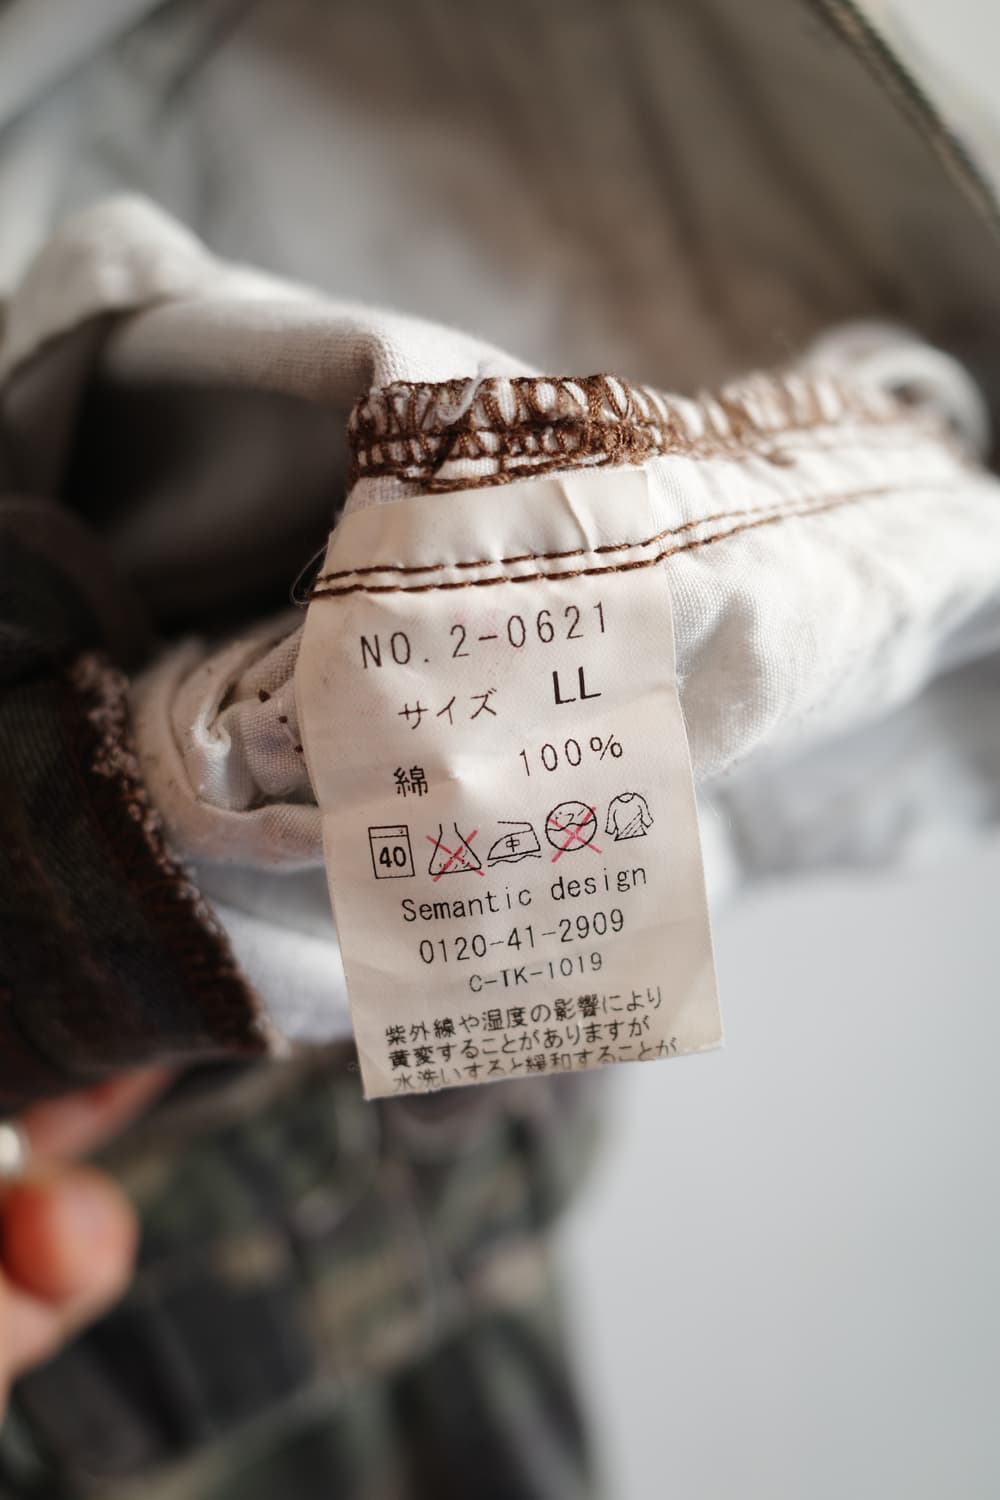 NO. 2-0621
サイズ LL
綿 100%
40 中
Semantic design
0120-41-2909
C-TK-1019
紫外線や湿度の影響により
黄変することがありますが
水洗いすると緩和することが